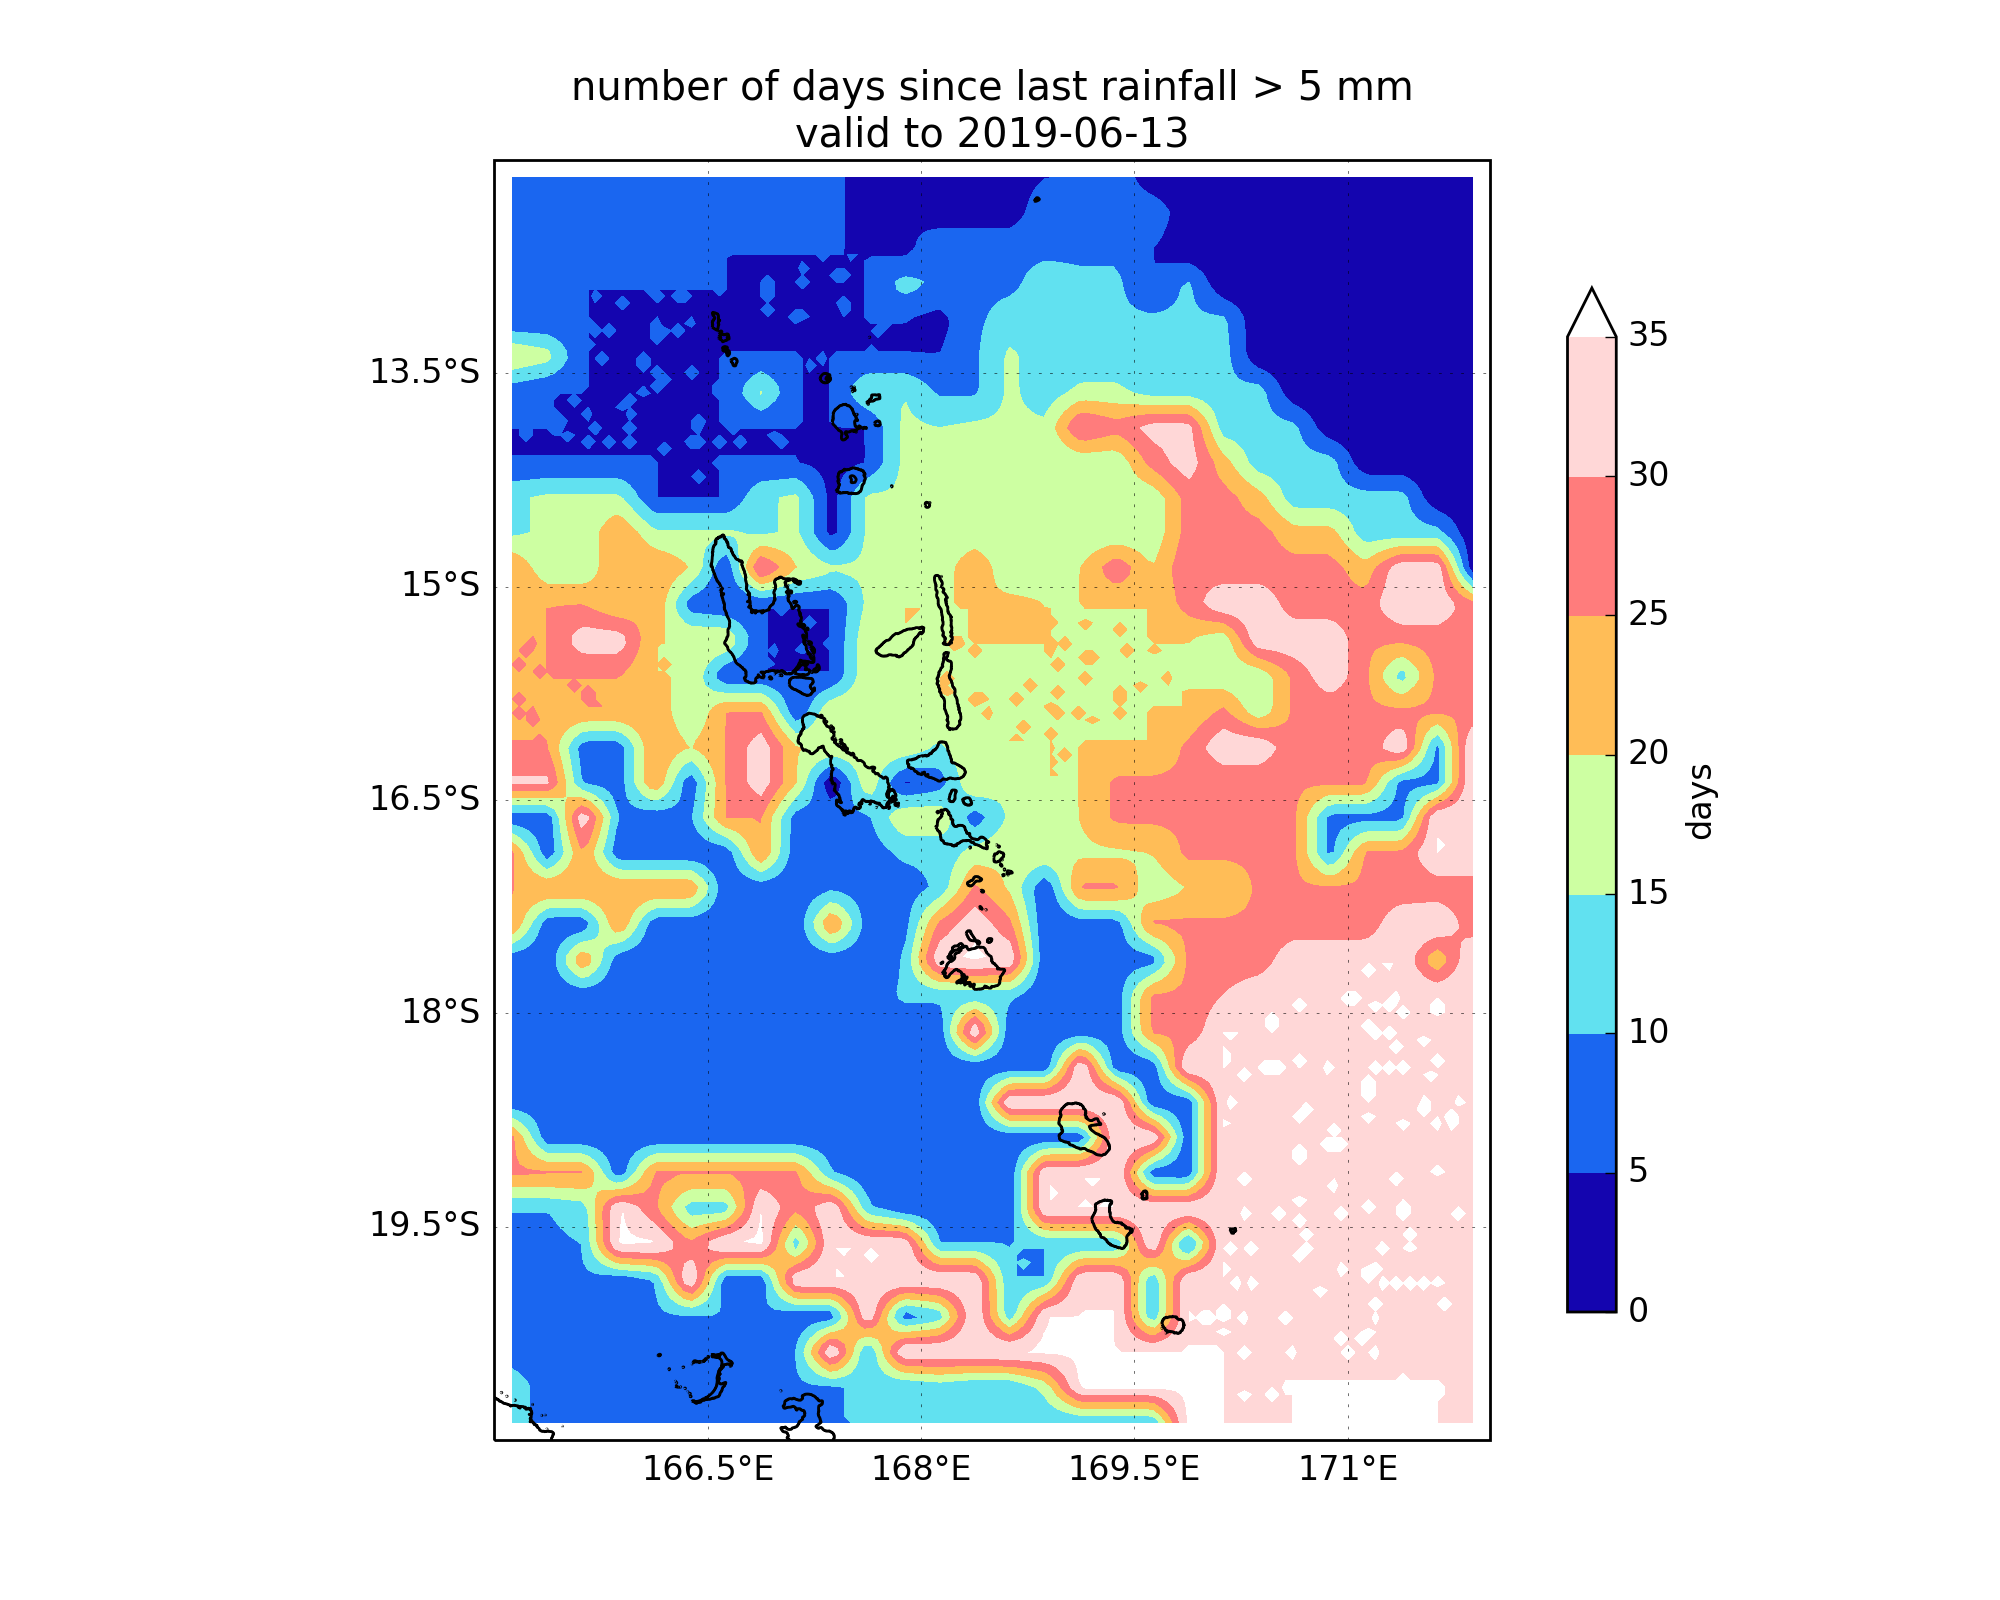 number of days since last rainfall > 5 mm
valid to 2019-06-13
13.5°S
15°S
16.5°S
18°S
19.5°S
166.5°E
168°E
169.5°E
171°E
35
30
25
20
15
10
5
0
days